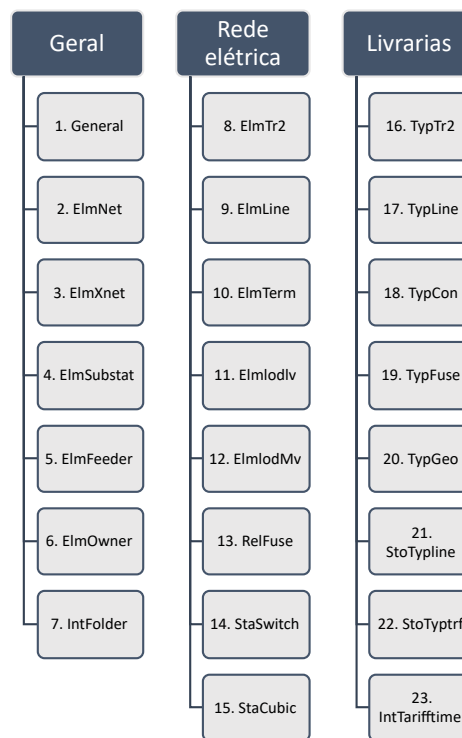 Geral
1. General
2. ElmNet
3. ElmXnet
4. ElmSubstat
5. ElmFeeder
6. ElmOwner
7. IntFolder
Rede
elétrica
8. ElmTr2
9. ElmLine
10. ElmTerm
11. Elmlodlv
12. ElmlodMv
13. RelFuse
14. StaSwitch
15. StaCubic
Livrarias
16. TypTr2
17. TypLine
18. TypCon
19. TypFuse
20. TypGeo
21.
StoTypline
22. StoTyptrf
23.
IntTarifftime